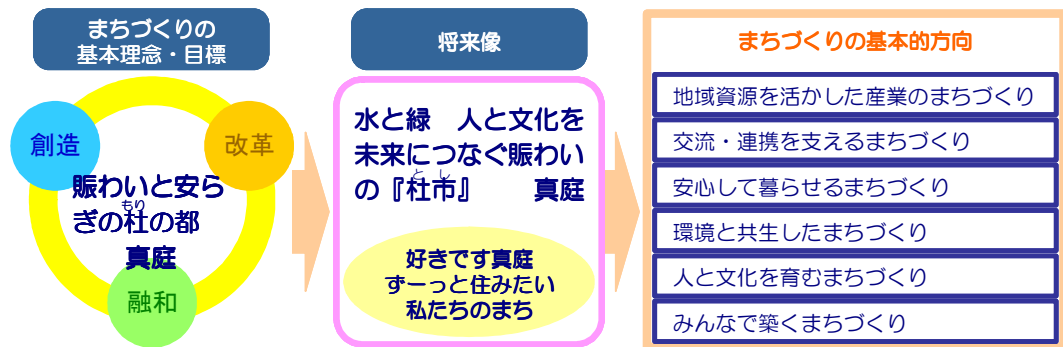 まちづくりの
基本理念・目標
創造
改革
賑わいと安ら
ぎの杜の都
もり
真庭
融和
将来像
水と緑　人と文化を
未来につなぐ賑わい
の『杜市』　　真庭
とし
好きです真庭
ずーっと住みたい
私たちのまち
まちづくりの基本的方向
地域資源を活かした産業のまちづくり
交流・連携を支えるまちづくり
安心して暮らせるまちづくり
環境と共生したまちづくり
人と文化を育むまちづくり
みんなで築くまちづくり